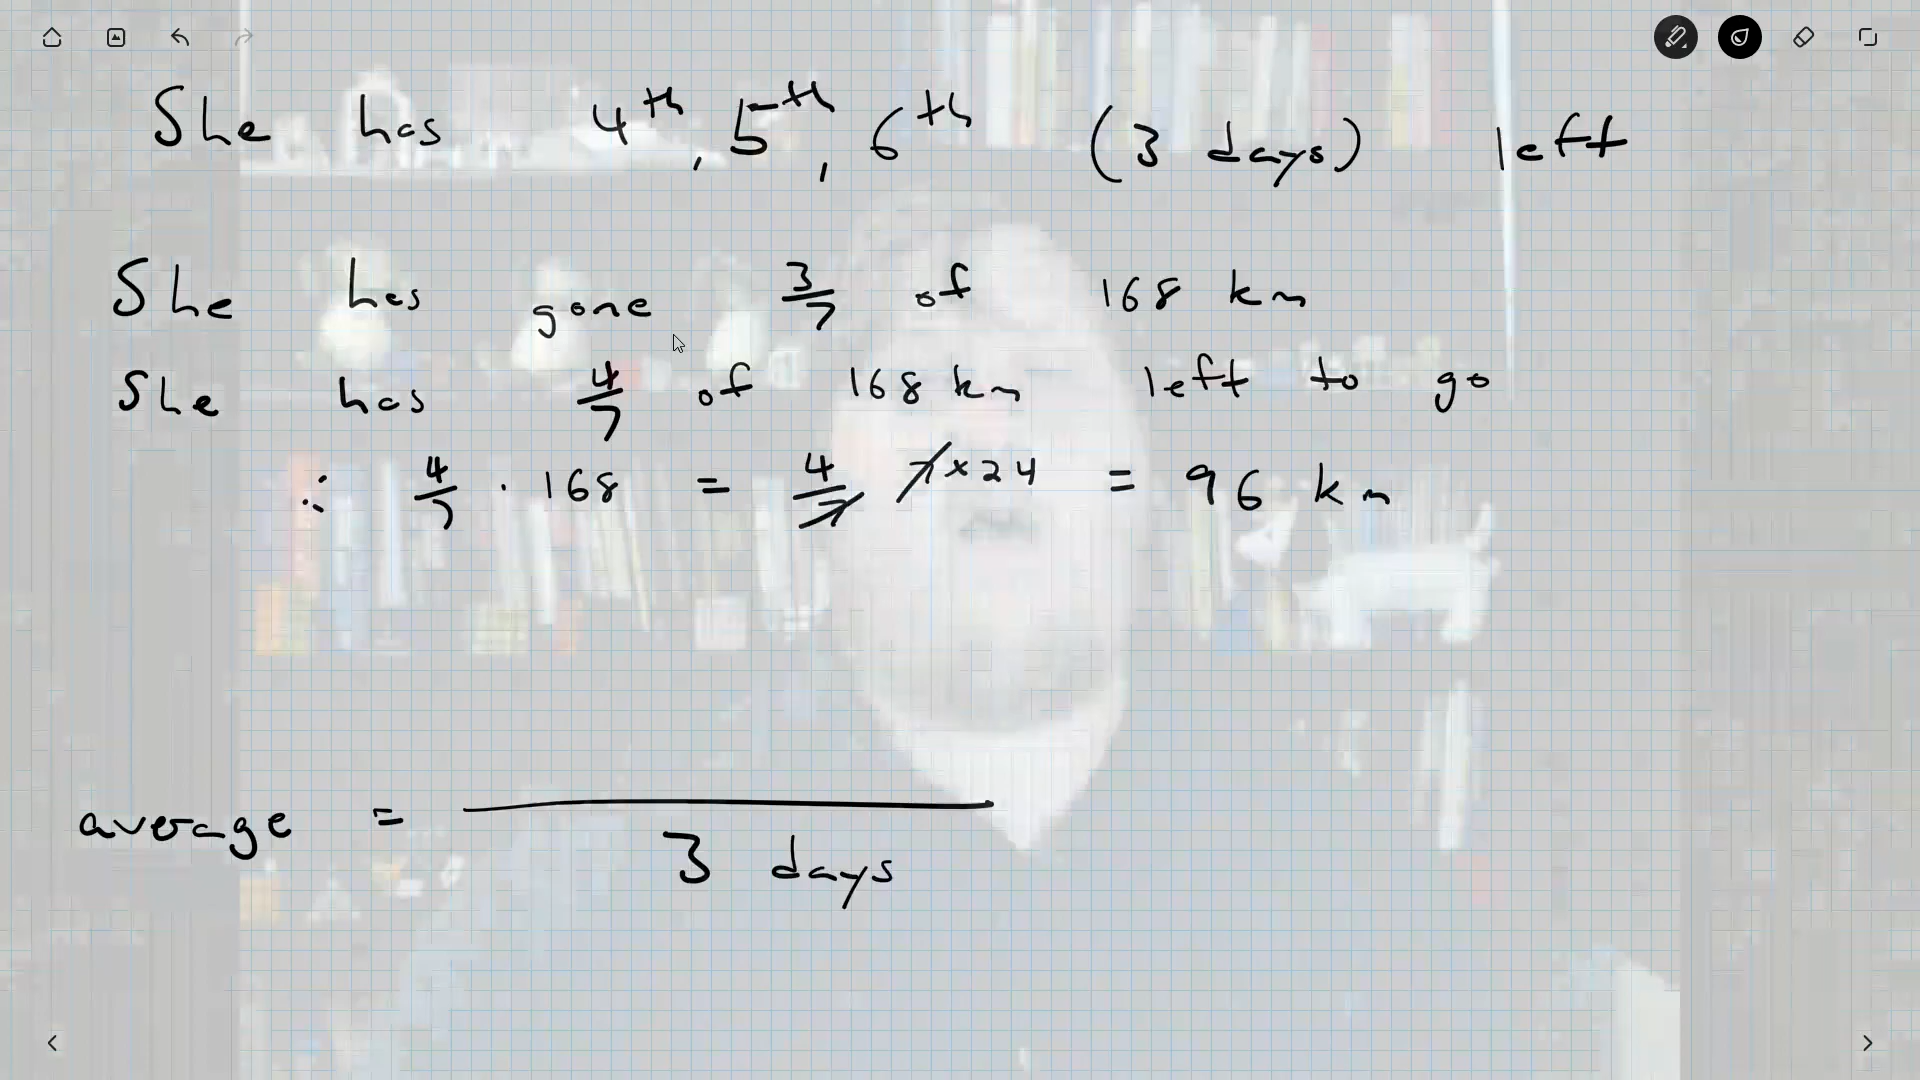 She has 4th, 5th, 6th (3 days) left
She has gone 3/7 of 168 km
She has 4/7 of 168 km left to go
∴ 4/7 · 168 = 4/7 7×24 = 96 km
average = 
3 days